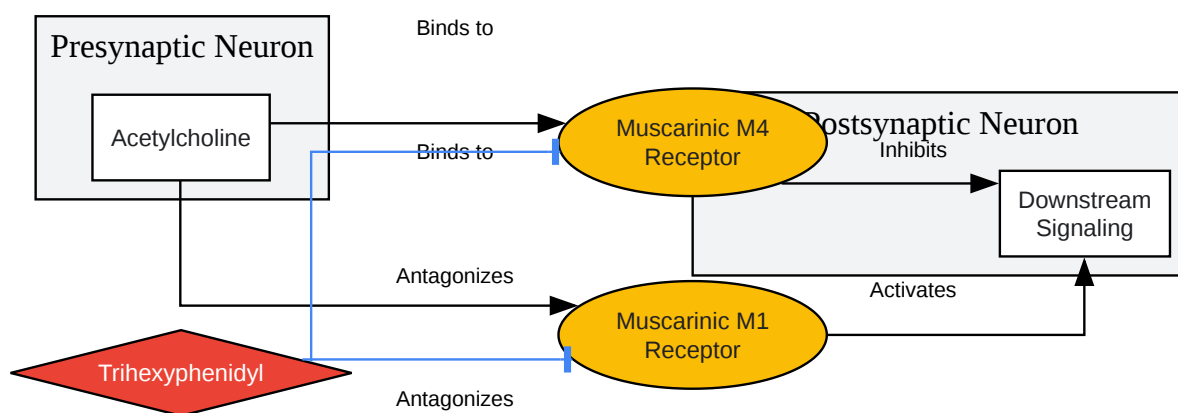 Binds to
Presynaptic Neuron
Acetylcholine
Muscarinic M4
Receptor
ostsynaptic Neuron
Binds to
Inhibits
Downstream
Signaling
Antagonizes
Activates
Muscarinic M1
Receptor
Trihexyphenidyl
Antagonizes